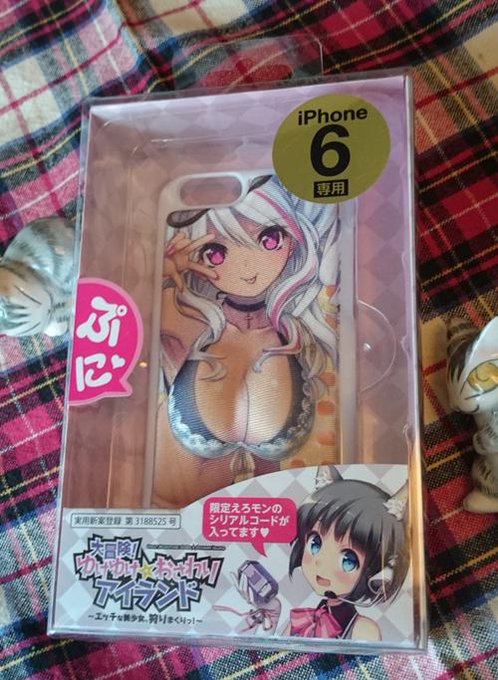 iPhone
6
専用
ぷ
に♥
実用新案登録 第3188525号
限定えろモンの
シリアルコードが
入ってます♥
大冒険!
わけわけ☆おさわり
アイランド
~エッチな美少女、狩りまくりっ!~